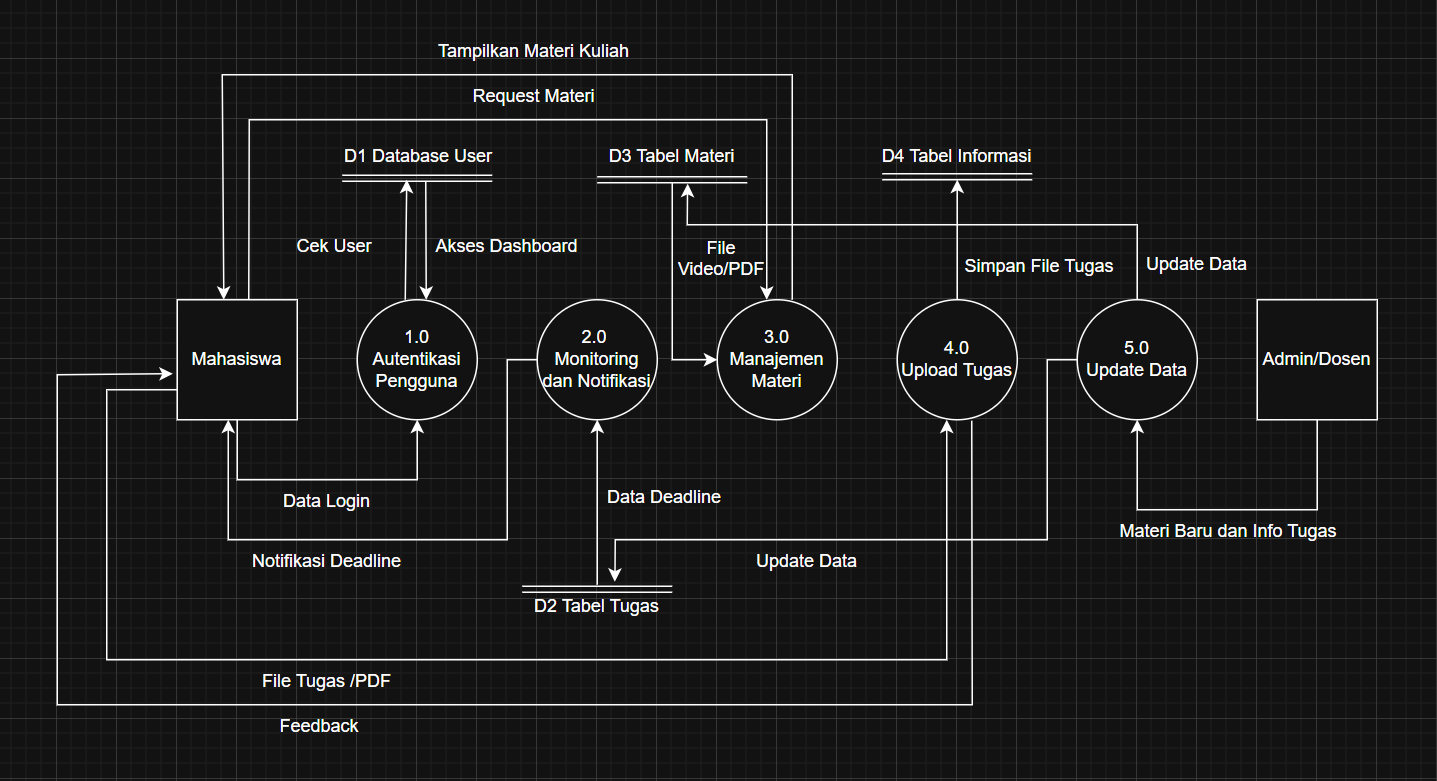 Tampilkan Materi Kuliah
Request Materi
D1 Database User
D3 Tabel Materi
D4 Tabel Informasi
Cek User
Akses Dashboard
File
Video/PDF
Simpan File Tugas
Update Data
Mahasiswa
1.0
Autentikasi
Pengguna
2.0
Monitoring
dan Notifikasi
3.0
Manajemen
Materi
4.0
Upload Tugas
5.0
Update Data
Admin/Dosen
Data Login
Data Deadline
Materi Baru dan Info Tugas
Notifikasi Deadline
Update Data
D2 Tabel Tugas
File Tugas /PDF
Feedback